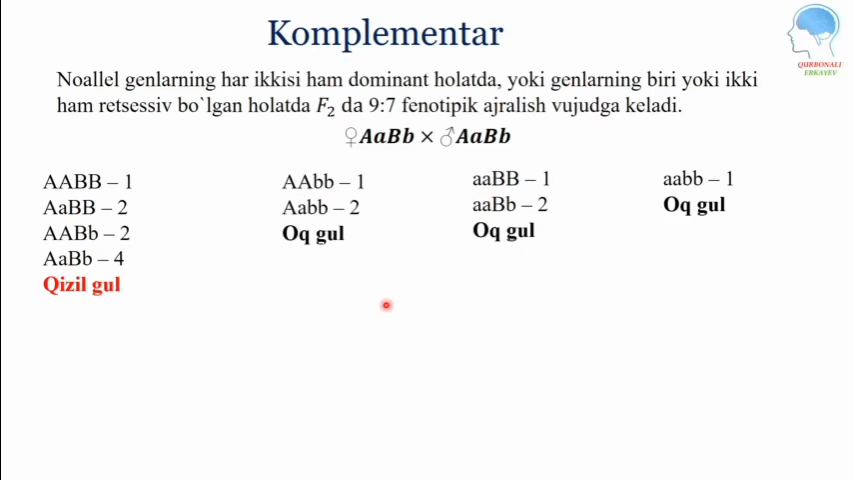 Komplementar
QURBONALI
ERKAYEV
Noallel genlarning har ikkisi ham dominant holatda, yoki genlarning biri yoki ikki
ham retsessiv bo`lgan holatda F₂ da 9:7 fenotipik ajralish vujudga keladi.
♀AaBb × ♂AaBb
AABB – 1
AaBB – 2
AABb – 2
AaBb – 4
Qizil gul
AAbb – 1
Aabb – 2
Oq gul
aaBB – 1
aaBb – 2
Oq gul
aabb – 1
Oq gul